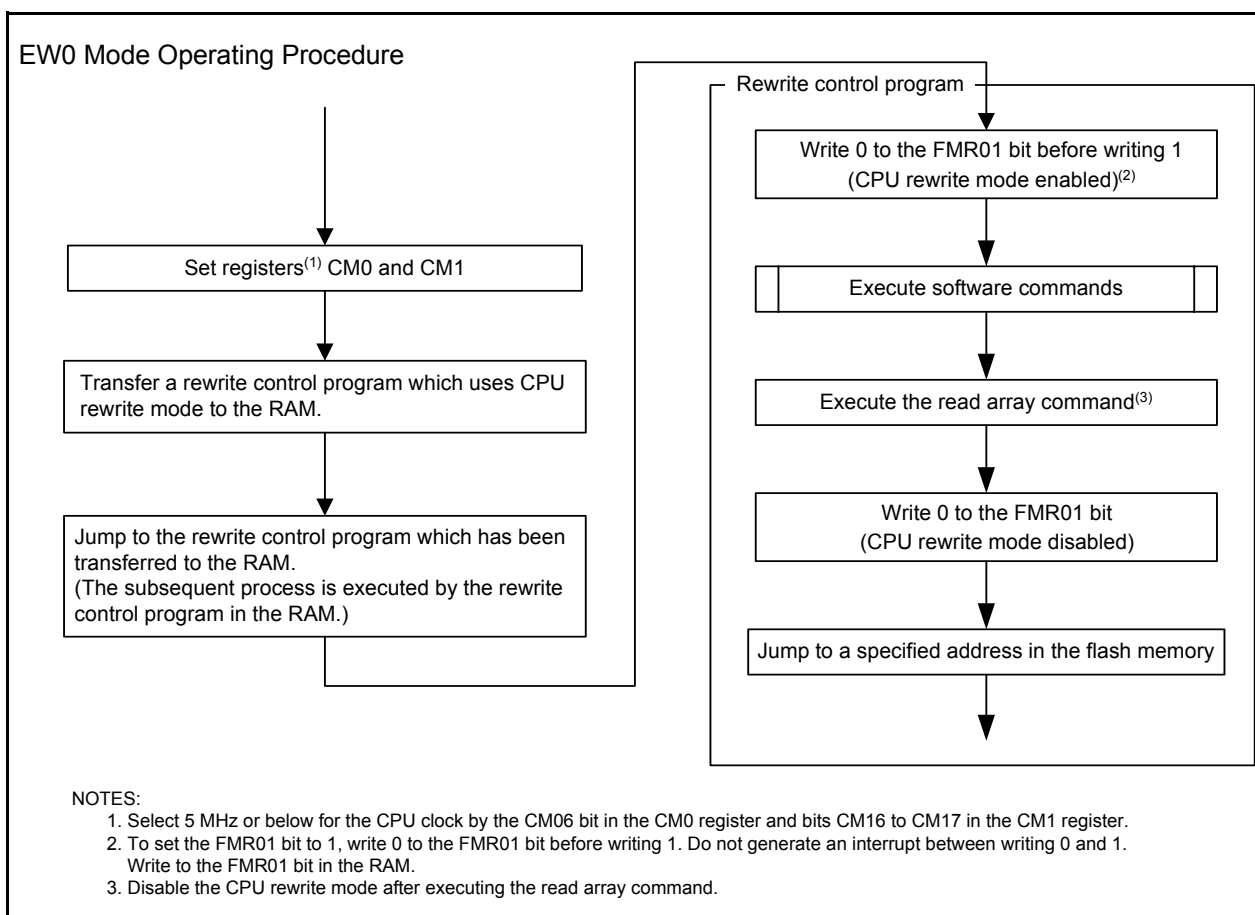 EW0 Mode Operating Procedure
Set registers(1) CM0 and CM1
Transfer a rewrite control program which uses CPU
rewrite mode to the RAM.
Jump to the rewrite control program which has been
transferred to the RAM.
(The subsequent process is executed by the rewrite
control program in the RAM.)
Rewrite control program
Write 0 to the FMR01 bit before writing 1
(CPU rewrite mode enabled)(2)
Execute software commands
Execute the read array command(3)
Write 0 to the FMR01 bit
(CPU rewrite mode disabled)
Jump to a specified address in the flash memory
NOTES:
1. Select 5 MHz or below for the CPU clock by the CM06 bit in the CM0 register and bits CM16 to CM17 in the CM1 register.
2. To set the FMR01 bit to 1, write 0 to the FMR01 bit before writing 1. Do not generate an interrupt between writing 0 and 1.
Write to the FMR01 bit in the RAM.
3. Disable the CPU rewrite mode after executing the read array command.